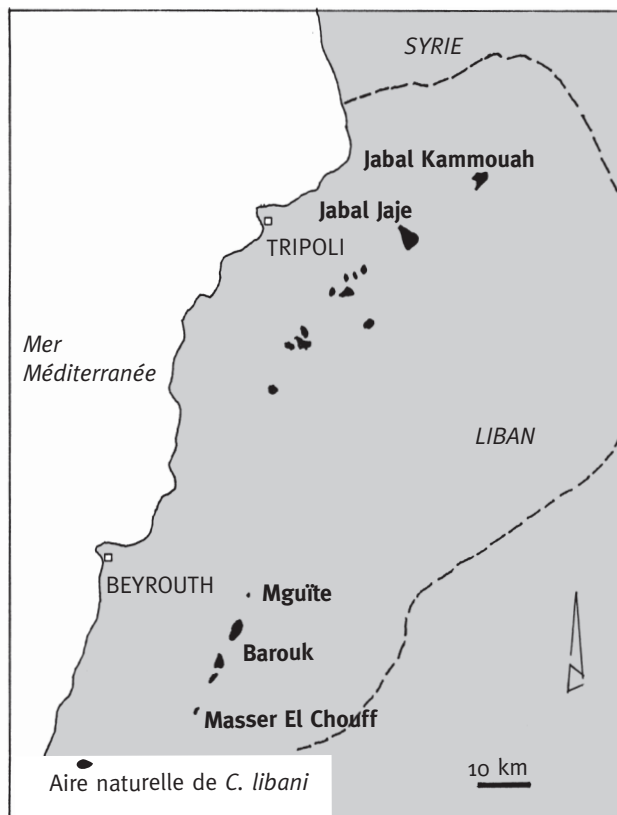 SYRIE
Jabal Kammouah
Jabal Jaje
TRIPOLI
Mer
Méditerranée
LIBAN
BEYROUTH
Mguïte
Barouk
Masser El Chouff
Aire naturelle de C. libani
10 km